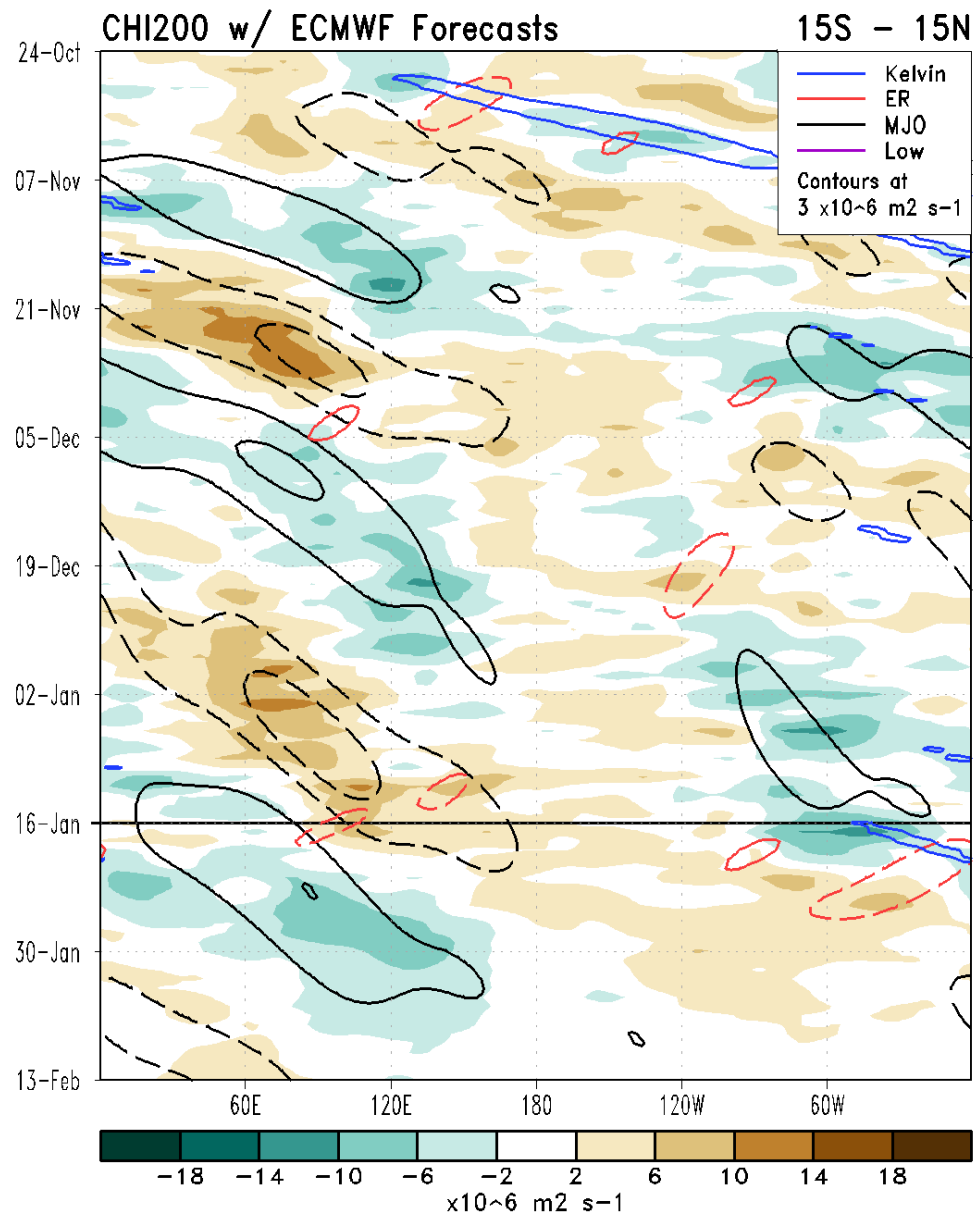 CHI200 w/ ECMWF Forecasts 15S - 15N
24-Oct
Kelvin
ER
MJO
Low
Contours at
3 x10^6 m2 s-1
07-Nov
21-Nov
05-Dec
19-Dec
02-Jan
16-Jan
30-Jan
13-Feb
60E 120E 180 120W 60W
-18 -14 -10 -6 -2 2 6 10 14 18
x10^6 m2 s-1